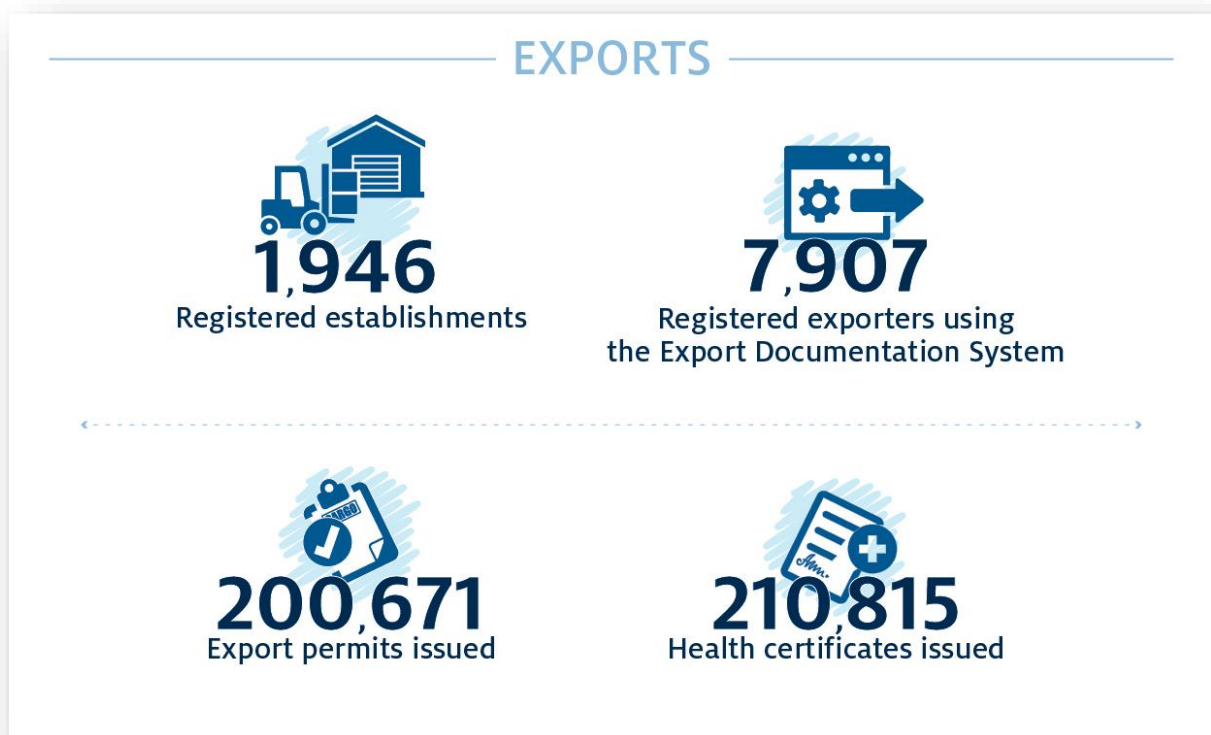 EXPORTS
1,946
Registered establishments
7,907
Registered exporters using
the Export Documentation System
200,671
Export permits issued
210,815
Health certificates issued